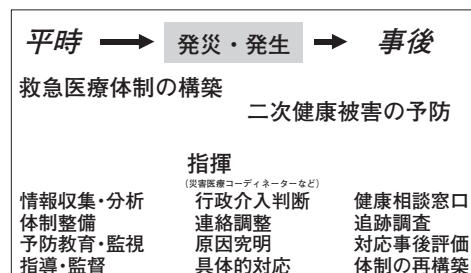 平時 → 発災・発生 → 事後
救急医療体制の構築
二次健康被害の予防
指揮
(災害医療コーディネーターなど)
情報収集・分析 行政介入判断 健康相談窓口
体制整備 連絡調整 追跡調査
予防教育・監視 原因究明 対応事後評価
指導・監督 具体的対応 体制の再構築